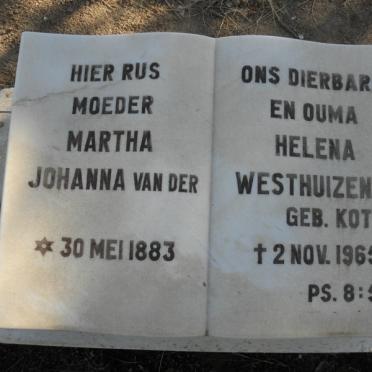 HIER RUS ONS DIERBAR
MOEDER EN OUMA
MARTHA HELENA
JOHANNA VAN DER WESTHUIZEN
GEB. KOT
✡ 30 MEI 1883 † 2 NOV. 1965
PS. 8: